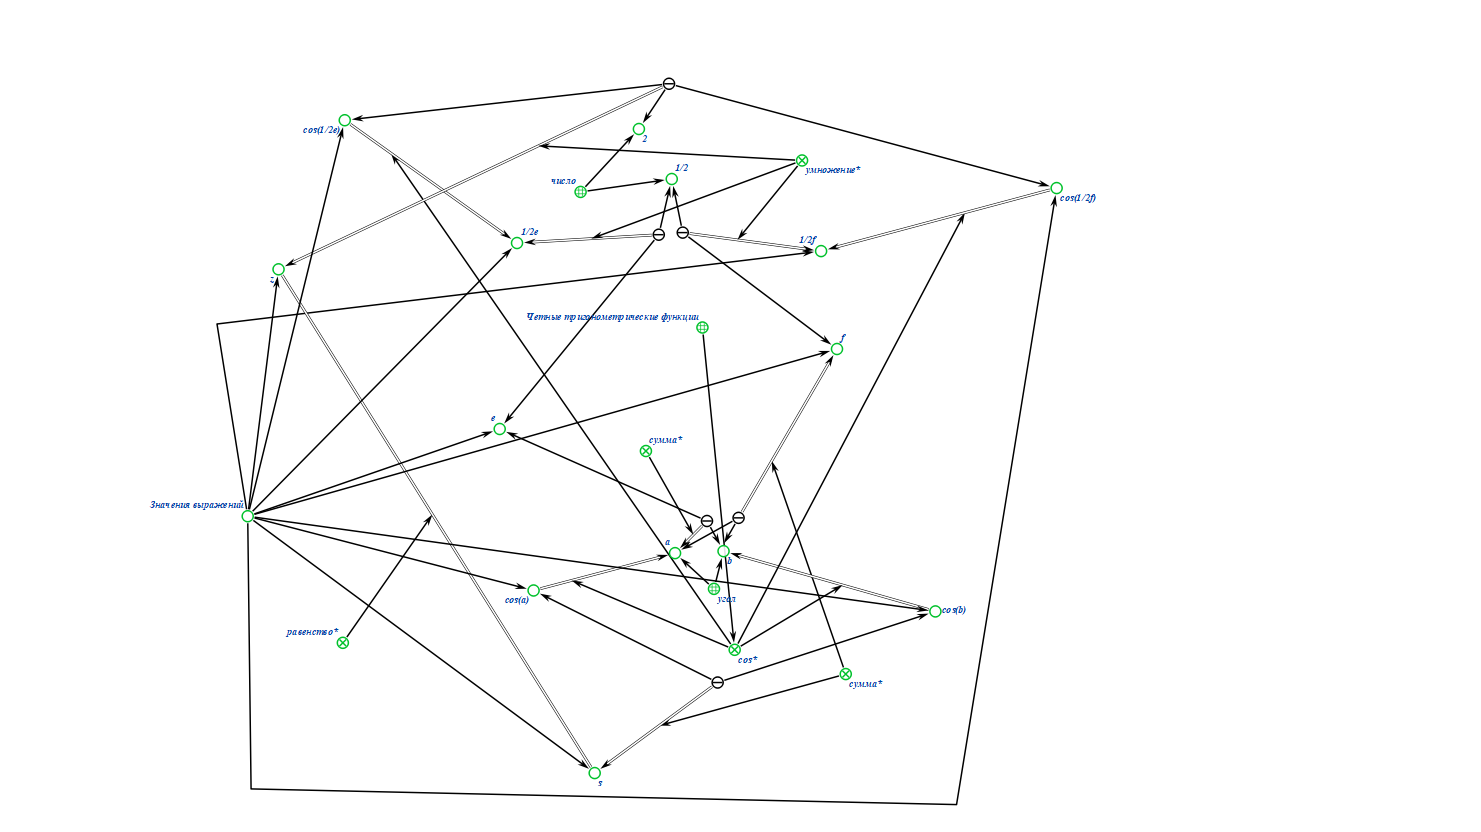 cos(1/2e)
2
1/2
число
умножение*
cos(1/2f)
1/2e
1/2f
z
Четные тригонометрические функции
f
e
сумма*
Значения выражений
a
b
cos(a)
угол
cos(b)
равенство*
cos*
сумма*
s